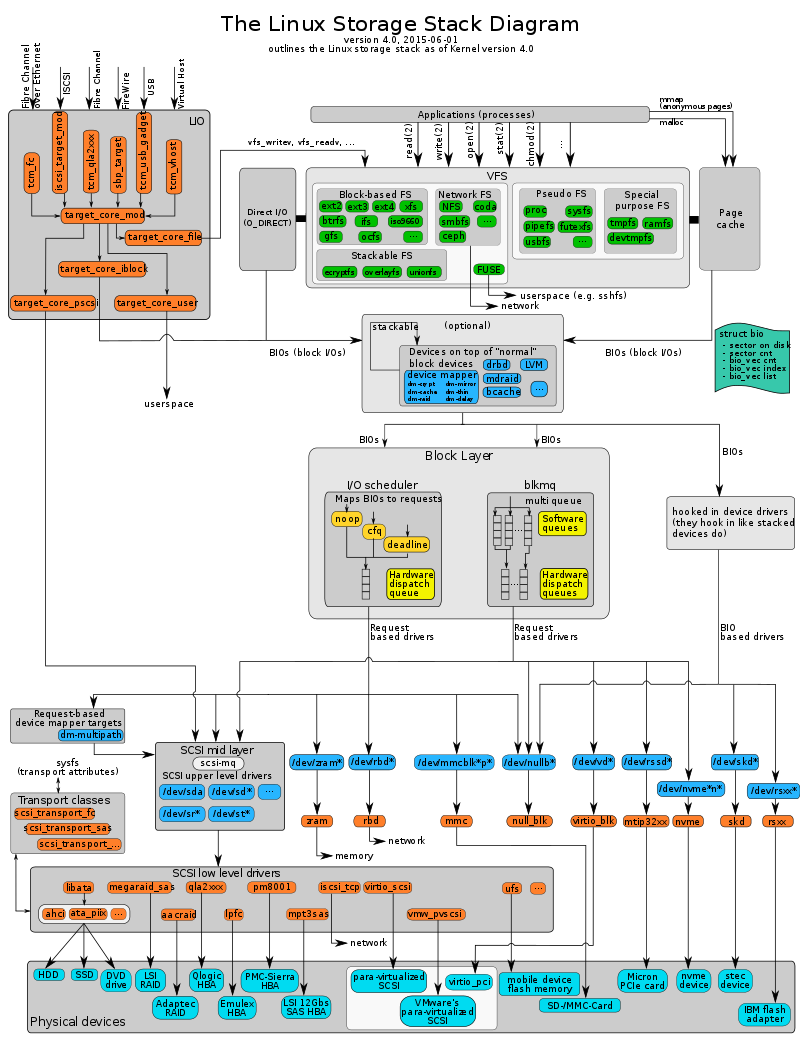 The Linux Storage Stack Diagram
version 4.0, 2015-06-01
outlines the Linux storage stack as of Kernel version 4.0
Fibre Channel
over Ethernet
iSCSI
Fibre Channel
FireWire
USB
Virtual Host
LIO
tcm_fc
iscsi_target_mod
tcm_qla2xxx
sbp_target
tcm_usb_gadget
tcm_vhost
target_core_mod
target_core_file
target_core_iblock
target_core_pscsi
target_core_user
userspace
Applications (processes)
mmap
(anonymous pages)
malloc
vfs_writev, vfs_readv, ...
read(2)
write(2)
open(2)
stat(2)
chmod(2)
...
VFS
Direct I/O
(O_DIRECT)
Block-based FS
ext2
ext3
ext4
xfs
btrfs
ifs
iso9660
gfs
ocfs
...
Network FS
NFS
coda
smbfs
...
ceph
Stackable FS
ecryptfs
overlayfs
unionfs
FUSE
Pseudo FS
proc
sysfs
pipefs
futexfs
usbfs
...
Special
purpose FS
tmpfs
ramfs
devtmpfs
Page
cache
userspace (e.g. sshfs)
network
BIOs (block I/Os)
BIOs (block I/Os)
stackable
(optional)
Devices on top of "normal"
block devices
drbd
LVM
device mapper
dm-crypt
dm-mirror
dm-cache
dm-thin
dm-raid
dm-delay
mdraid
bcache
...
struct bio
- sector on disk
- sector cnt
- bio_vec cnt
- bio_vec index
- bio_vec list
BIOs
BIOs
BIOs
Block Layer
I/O scheduler
Maps BIOs to requests
noop
cfq
deadline
Hardware
dispatch
queue
blkmq
multi queue
...
Software
queues
...
Hardware
dispatch
queues
hooked in device drivers
(they hook in like stacked
devices do)
Request
based drivers
Request
based drivers
BIO
based drivers
Request-based
device mapper targets
dm-multipath
sysfs
(transport attributes)
Transport classes
scsi_transport_fc
scsi_transport_sas
scsi_transport_...
SCSI mid layer
scsi-mq
SCSI upper level drivers
/dev/sda
/dev/sd*
...
/dev/sr*
/dev/st*
/dev/zram*
/dev/rbd*
/dev/mmcblk*p*
/dev/nullb*
/dev/vd*
/dev/rssd*
/dev/nvme*n*
/dev/skd*
/dev/rsxx*
zram
rbd
mmc
null_blk
virtio_blk
mtip32xx
nvme
skd
rsxx
network
memory
SCSI low level drivers
libata
megaraid_sas
qla2xxx
pm8001
iscsi_tcp
virtio_scsi
ufs
...
ahci
ata_piix
...
aacraid
lpfc
mpt3sas
vmw_pvscsi
network
HDD
SSD
DVD
drive
LSI
RAID
Adaptec
RAID
Qlogic
HBA
Emulex
HBA
PMC-Sierra
HBA
LSI 12Gbs
SAS HBA
para-virtualized
SCSI
VMware's
para-virtualized
SCSI
virtio_pci
mobile device
flash memory
SD-/MMC-Card
Micron
PCIe card
nvme
device
stec
device
IBM flash
adapter
Physical devices